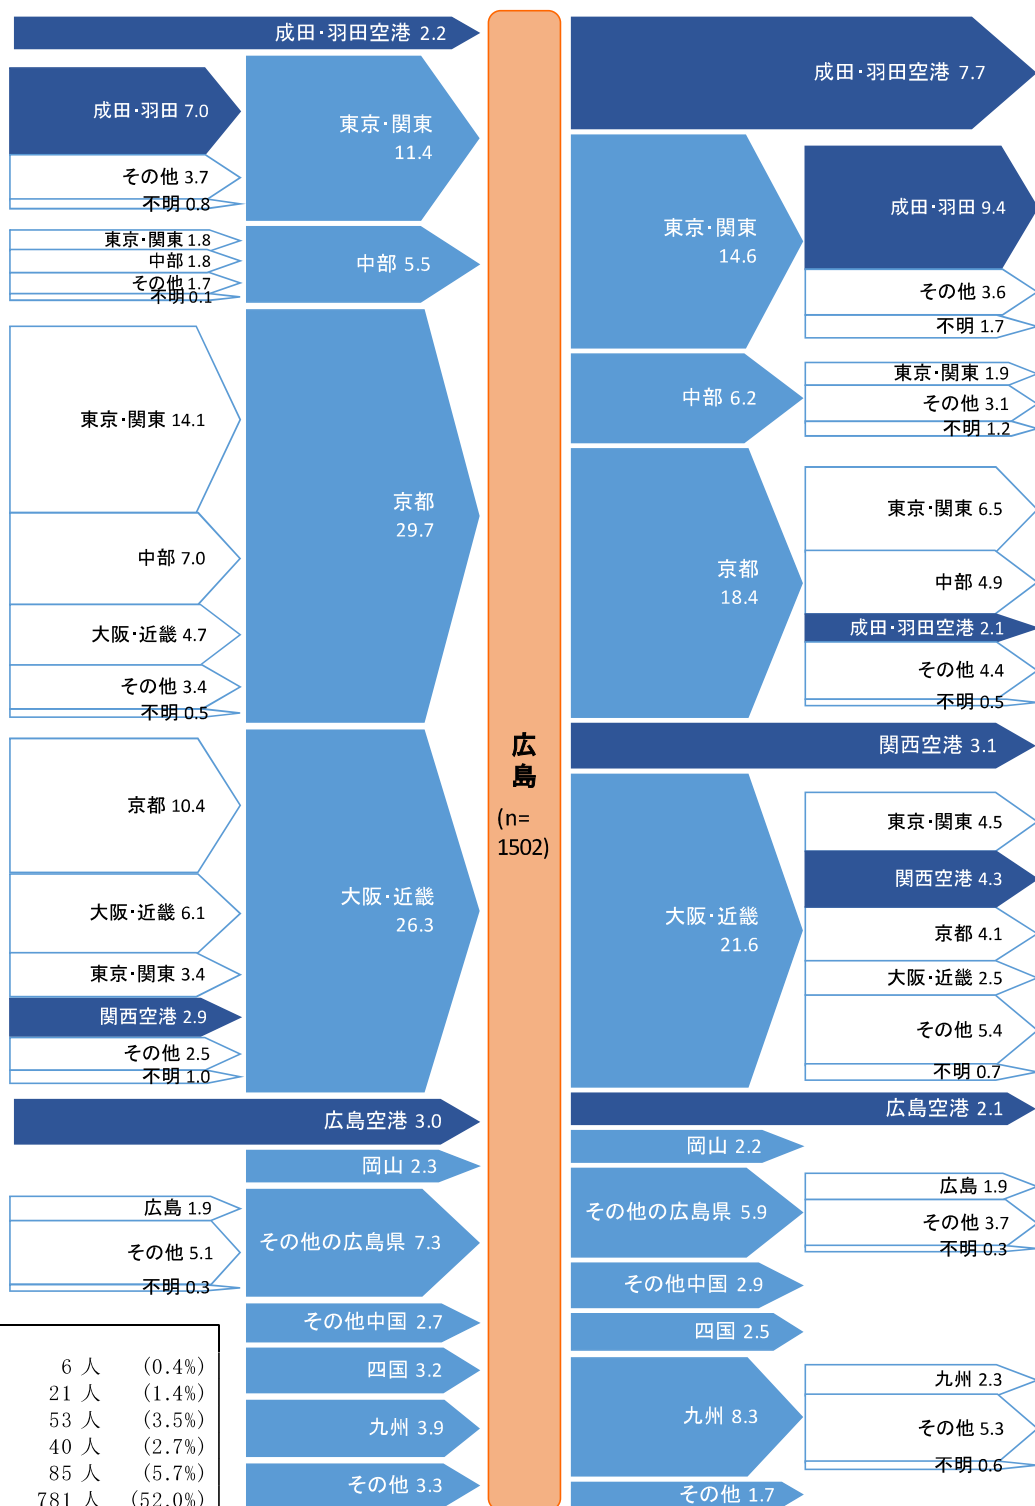 成田・羽田空港 2.2
成田・羽田 7.0
その他 3.7
不明 0.8
東京・関東
11.4
東京・関東 1.8
中部 1.8
その他 1.7
不明 0.1
中部 5.5
東京・関東 14.1
中部 7.0
大阪・近畿 4.7
その他 3.4
不明 0.5
京都
29.7
京都 10.4
大阪・近畿 6.1
東京・関東 3.4
関西空港 2.9
その他 2.5
不明 1.0
大阪・近畿
26.3
広島空港 3.0
岡山 2.3
広島 1.9
その他 5.1
不明 0.3
その他の広島県 7.3
その他中国 2.7
四国 3.2
九州 3.9
その他 3.3
6 人 (0.4%)
21 人 (1.4%)
53 人 (3.5%)
40 人 (2.7%)
85 人 (5.7%)
781 人 (52.0%)
広
島
(n=
1502)
成田・羽田空港 7.7
東京・関東
14.6
成田・羽田 9.4
その他 3.6
不明 1.7
中部 6.2
東京・関東 1.9
その他 3.1
不明 1.2
京都
18.4
東京・関東 6.5
中部 4.9
成田・羽田空港 2.1
その他 4.4
不明 0.5
関西空港 3.1
大阪・近畿
21.6
東京・関東 4.5
関西空港 4.3
京都 4.1
大阪・近畿 2.5
その他 5.4
不明 0.7
広島空港 2.1
岡山 2.2
その他の広島県 5.9
広島 1.9
その他 3.7
不明 0.3
その他中国 2.9
四国 2.5
九州 8.3
九州 2.3
その他 5.3
不明 0.6
その他 1.7